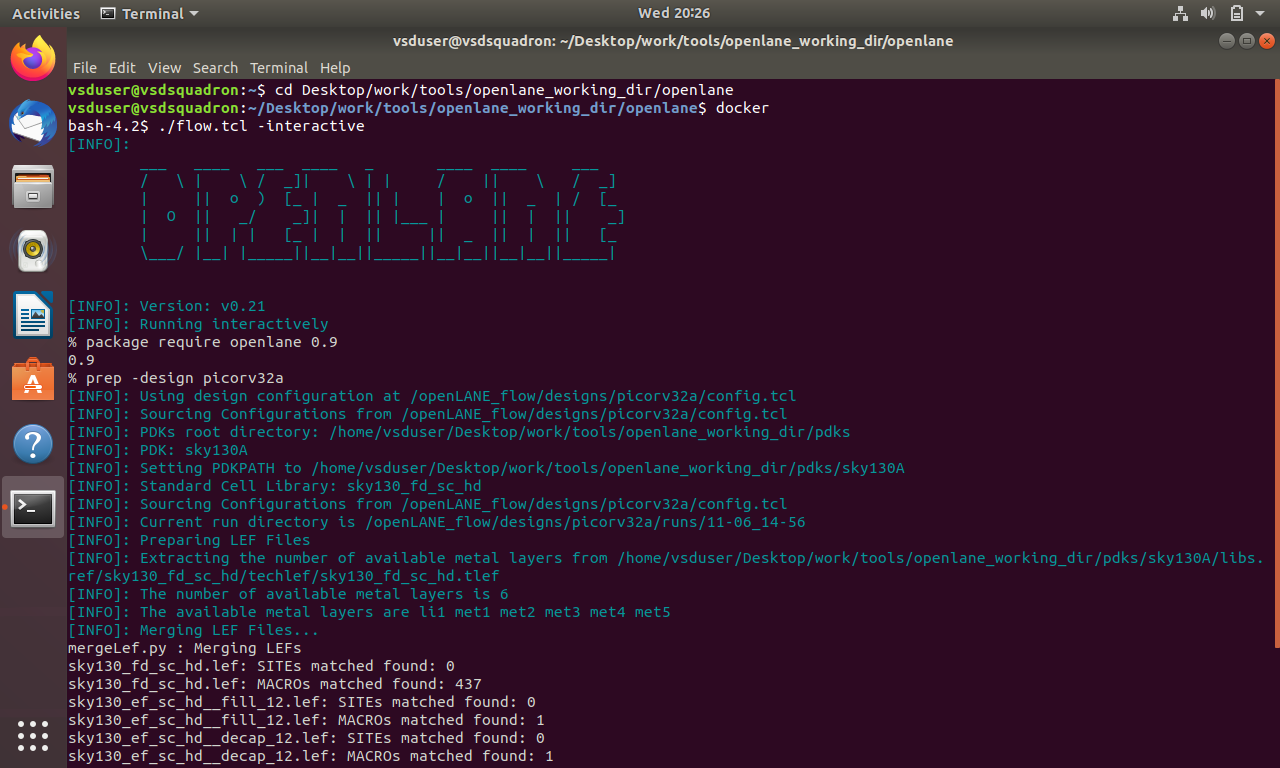 Activities Terminal Wed 20:26
vsduser@vsdsquadron: ~/Desktop/work/tools/openlane_working_dir/openlane
File Edit View Search Terminal Help
vsduser@vsdsquadron:~$ cd Desktop/work/tools/openlane_working_dir/openlane
vsduser@vsdsquadron:~/Desktop/work/tools/openlane_working_dir/openlane$ docker
bash-4.2$ ./flow.tcl -interactive
[INFO]:
OPENLANE
[INFO]: Version: v0.21
[INFO]: Running interactively
% package require openlane 0.9
0.9
% prep -design picorv32a
[INFO]: Using design configuration at /openLANE_flow/designs/picorv32a/config.tcl
[INFO]: Sourcing Configurations from /openLANE_flow/designs/picorv32a/config.tcl
[INFO]: PDKs root directory: /home/vsduser/Desktop/work/tools/openlane_working_dir/pdks
[INFO]: PDK: sky130A
[INFO]: Setting PDKPATH to /home/vsduser/Desktop/work/tools/openlane_working_dir/pdks/sky130A
[INFO]: Standard Cell Library: sky130_fd_sc_hd
[INFO]: Sourcing Configurations from /openLANE_flow/designs/picorv32a/config.tcl
[INFO]: Current run directory is /openLANE_flow/designs/picorv32a/runs/11-06_14-56
[INFO]: Preparing LEF Files
[INFO]: Extracting the number of available metal layers from /home/vsduser/Desktop/work/tools/openlane_working_dir/pdks/sky130A/libs.
ref/sky130_fd_sc_hd/techlef/sky130_fd_sc_hd.tlef
[INFO]: The number of available metal layers is 6
[INFO]: The available metal layers are li1 met1 met2 met3 met4 met5
[INFO]: Merging LEF Files...
mergeLef.py : Merging LEFs
sky130_fd_sc_hd.lef: SITEs matched found: 0
sky130_fd_sc_hd.lef: MACROs matched found: 437
sky130_ef_sc_hd__fill_12.lef: SITEs matched found: 0
sky130_ef_sc_hd__fill_12.lef: MACROs matched found: 1
sky130_ef_sc_hd__decap_12.lef: SITEs matched found: 0
sky130_ef_sc_hd__decap_12.lef: MACROs matched found: 1